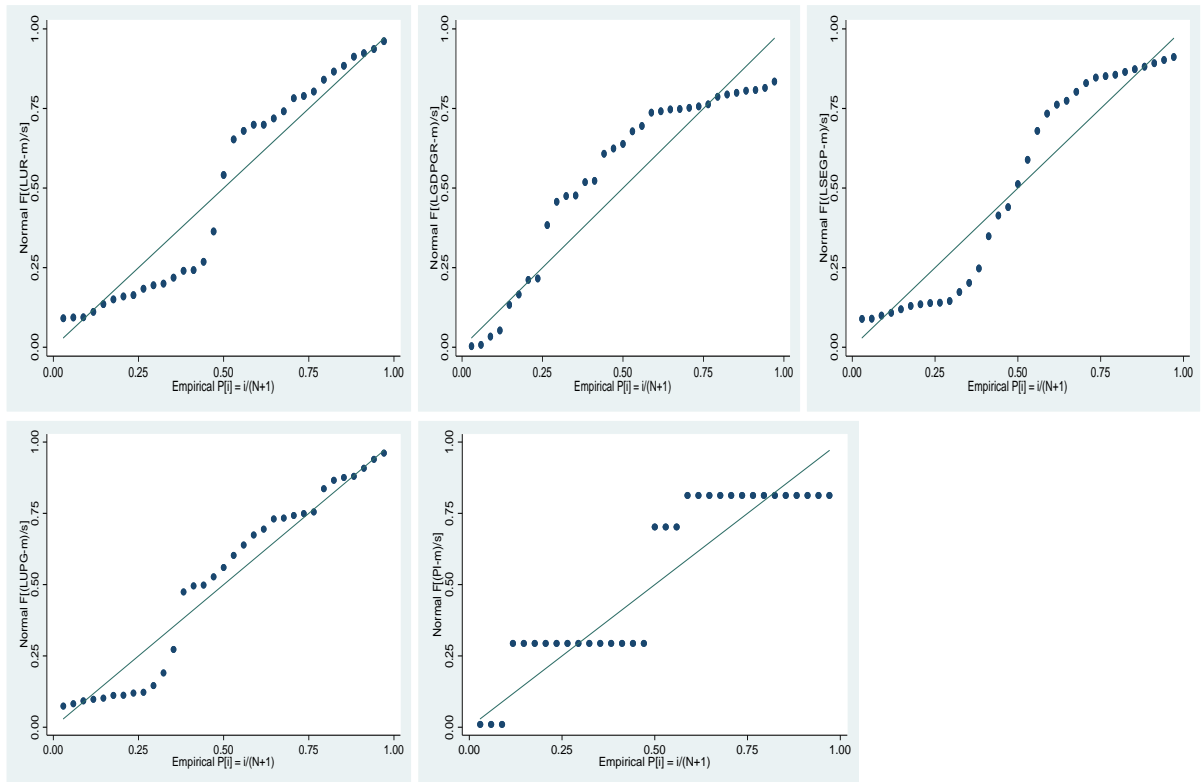 Normal F[(LUR-m)/s]
1.00
0.75
0.50
0.25
0.00
0.00 0.25 0.50 0.75 1.00
Empirical P[i] = i/(N+1)
Normal F[(LGDPGR-m)/s]
1.00
0.75
0.50
0.25
0.00
0.00 0.25 0.50 0.75 1.00
Empirical P[i] = i/(N+1)
Normal F[(LSEGP-m)/s]
1.00
0.75
0.50
0.25
0.00
0.00 0.25 0.50 0.75 1.00
Empirical P[i] = i/(N+1)
Normal F[(LUPG-m)/s]
1.00
0.75
0.50
0.25
0.00
0.00 0.25 0.50 0.75 1.00
Empirical P[i] = i/(N+1)
Normal F[(PI-m)/s]
1.00
0.75
0.50
0.25
0.00
0.00 0.25 0.50 0.75 1.00
Empirical P[i] = i/(N+1)